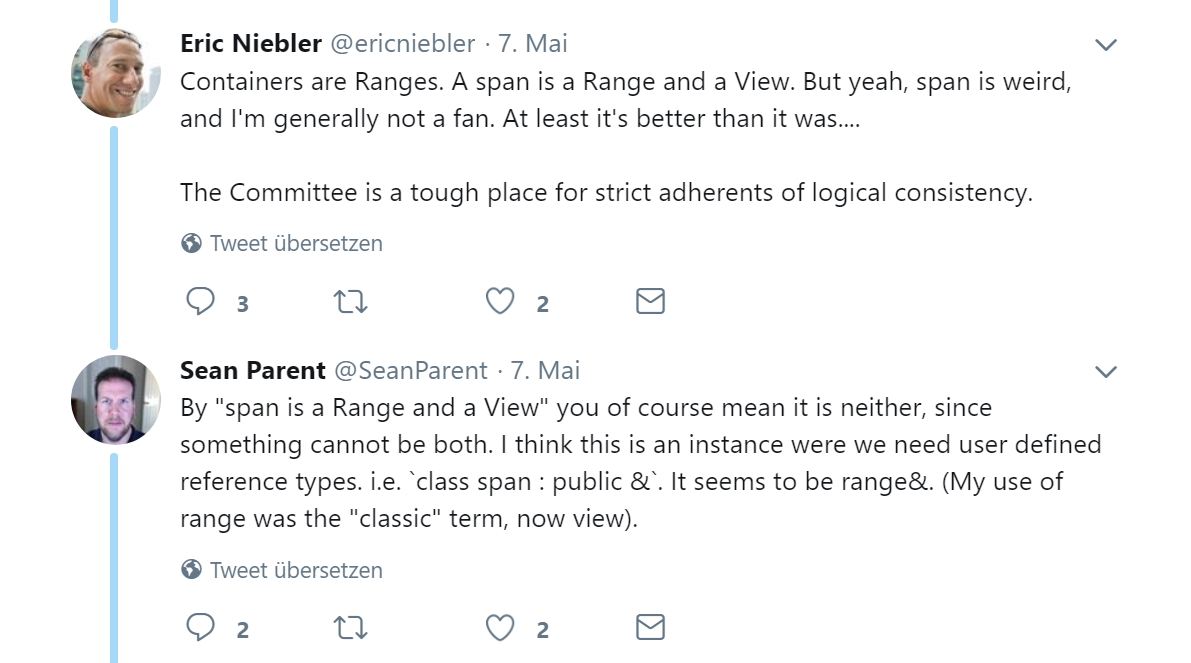 Eric Niebler @ericniebler · 7. Mai
Containers are Ranges. A span is a Range and a View. But yeah, span is weird,
and I'm generally not a fan. At least it's better than it was....
The Committee is a tough place for strict adherents of logical consistency.
Tweet übersetzen
3 2
Sean Parent @SeanParent · 7. Mai
By "span is a Range and a View" you of course mean it is neither, since
something cannot be both. I think this is an instance were we need user defined
reference types. i.e. `class span : public &`. It seems to be range&. (My use of
range was the "classic" term, now view).
Tweet übersetzen
2 2